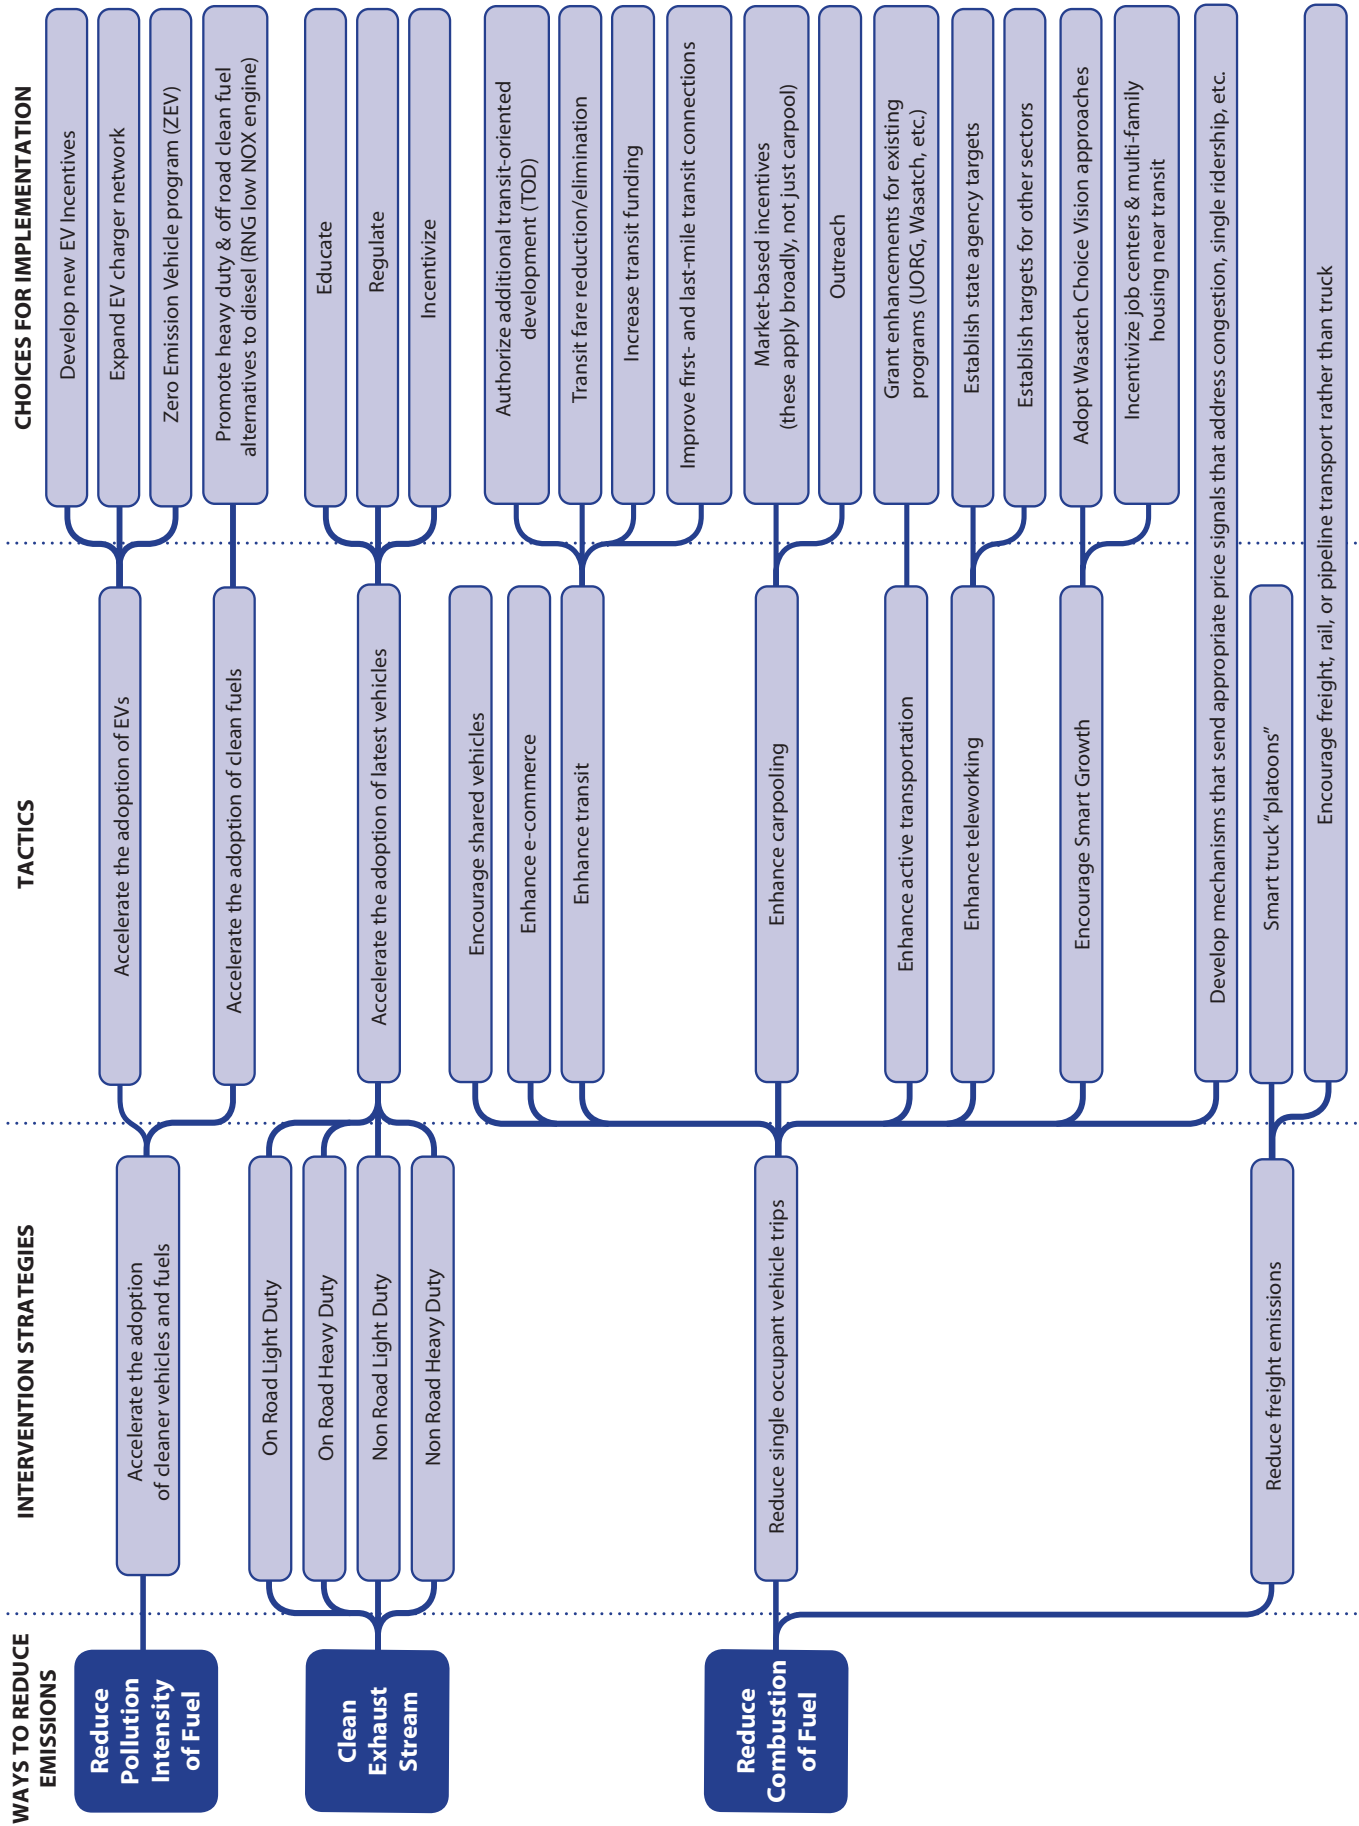 WAYS TO REDUCE
EMISSIONS
INTERVENTION STRATEGIES
TACTICS
CHOICES FOR IMPLEMENTATION
Reduce
Pollution
Intensity
of Fuel
Accelerate the adoption
of cleaner vehicles and fuels
Accelerate the adoption of EVs
Develop new EV Incentives
Expand EV charger network
Zero Emission Vehicle program (ZEV)
Accelerate the adoption of clean fuels
Promote heavy duty & off road clean fuel
alternatives to diesel (RNG low NOX engine)
Clean
Exhaust
Stream
On Road Light Duty
On Road Heavy Duty
Non Road Light Duty
Non Road Heavy Duty
Accelerate the adoption of latest vehicles
Educate
Regulate
Incentivize
Reduce
Combustion
of Fuel
Reduce single occupant vehicle trips
Encourage shared vehicles
Enhance e-commerce
Enhance transit
Authorize additional transit-oriented
development (TOD)
Transit fare reduction/elimination
Increase transit funding
Improve first- and last-mile transit connections
Enhance carpooling
Market-based incentives
(these apply broadly, not just carpool)
Outreach
Enhance active transportation
Grant enhancements for existing
programs (UORG, Wasatch, etc.)
Enhance teleworking
Establish state agency targets
Establish targets for other sectors
Encourage Smart Growth
Adopt Wasatch Choice Vision approaches
Incentivize job centers & multi-family
housing near transit
Develop mechanisms that send appropriate price signals that address congestion, single ridership, etc.
Reduce freight emissions
Smart truck “platoons”
Encourage freight, rail, or pipeline transport rather than truck